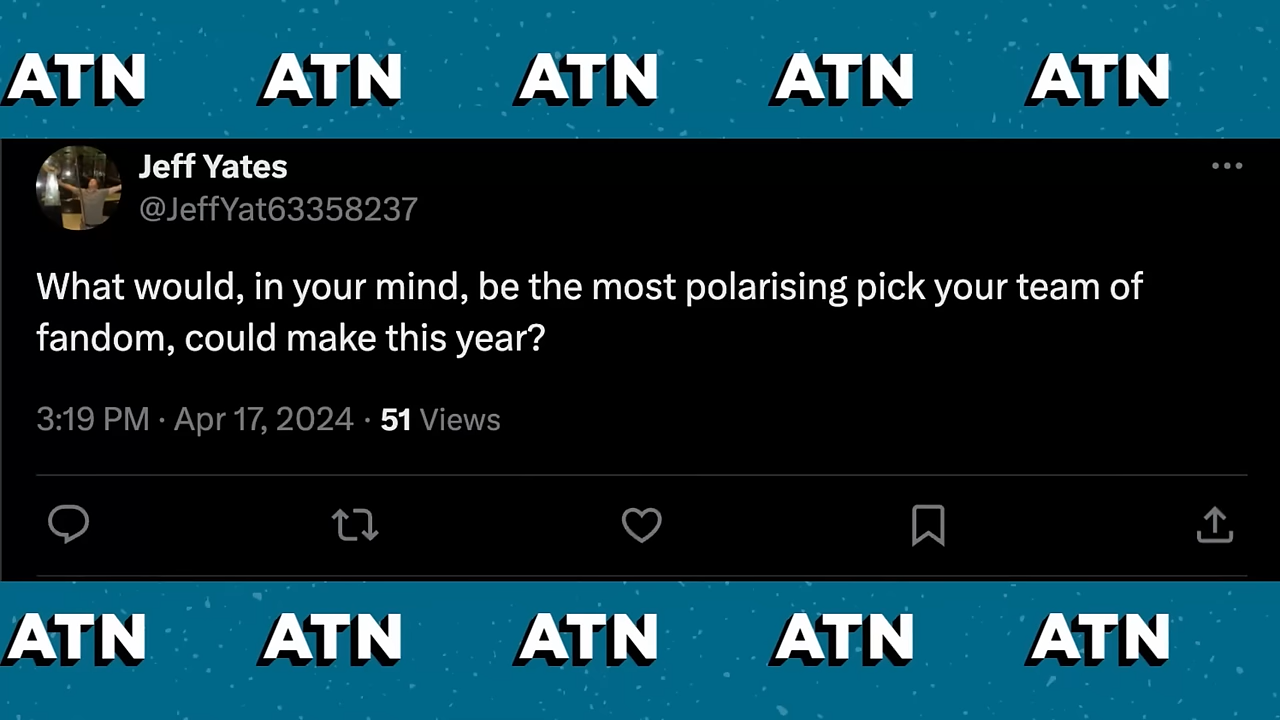 ATN ATN ATN ATN ATN
Jeff Yates
@JeffYat63358237
What would, in your mind, be the most polarising pick your team of
fandom, could make this year?
3:19 PM · Apr 17, 2024 · 51 Views
ATN ATN ATN ATN ATN